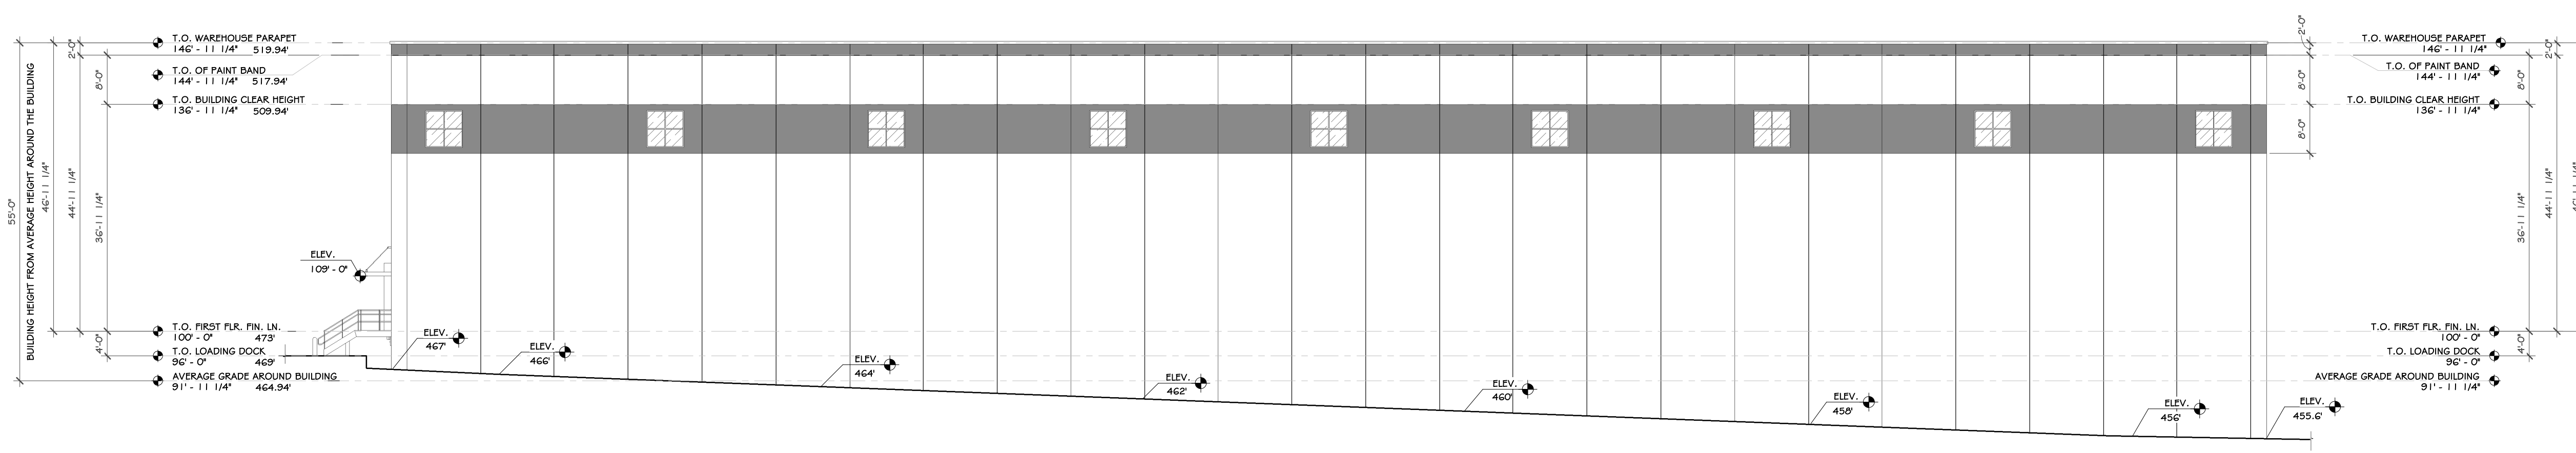 BUILDING HEIGHT FROM AVERAGE HEIGHT AROUND THE BUILDING
55'-0"
46'-11 1/4"
44'-11 1/4"
2'-0"
8'-0"
36'-11 1/4"
4'-0"
T.O. WAREHOUSE PARAPET
146' - 11 1/4" 519.94'
T.O. OF PAINT BAND
144' - 11 1/4" 517.94'
T.O. BUILDING CLEAR HEIGHT
136' - 11 1/4" 509.94'
ELEV.
109' - 0"
T.O. FIRST FLR. FIN. LN.
100' - 0" 473'
T.O. LOADING DOCK
96' - 0" 469'
AVERAGE GRADE AROUND BUILDING
91' - 11 1/4" 464.94'
ELEV.
467'
ELEV.
466'
ELEV.
464'
ELEV.
462'
ELEV.
460'
ELEV.
458'
ELEV.
456'
ELEV.
455.6'
2'-0"
8'-0"
8'-0"
T.O. WAREHOUSE PARAPET
146' - 11 1/4"
T.O. OF PAINT BAND
144' - 11 1/4"
T.O. BUILDING CLEAR HEIGHT
136' - 11 1/4"
T.O. FIRST FLR. FIN. LN.
100' - 0"
T.O. LOADING DOCK
96' - 0"
AVERAGE GRADE AROUND BUILDING
91' - 11 1/4"
8'-0"
36'-11 1/4"
4'-0"
2'-0"
44'-11 1/4"